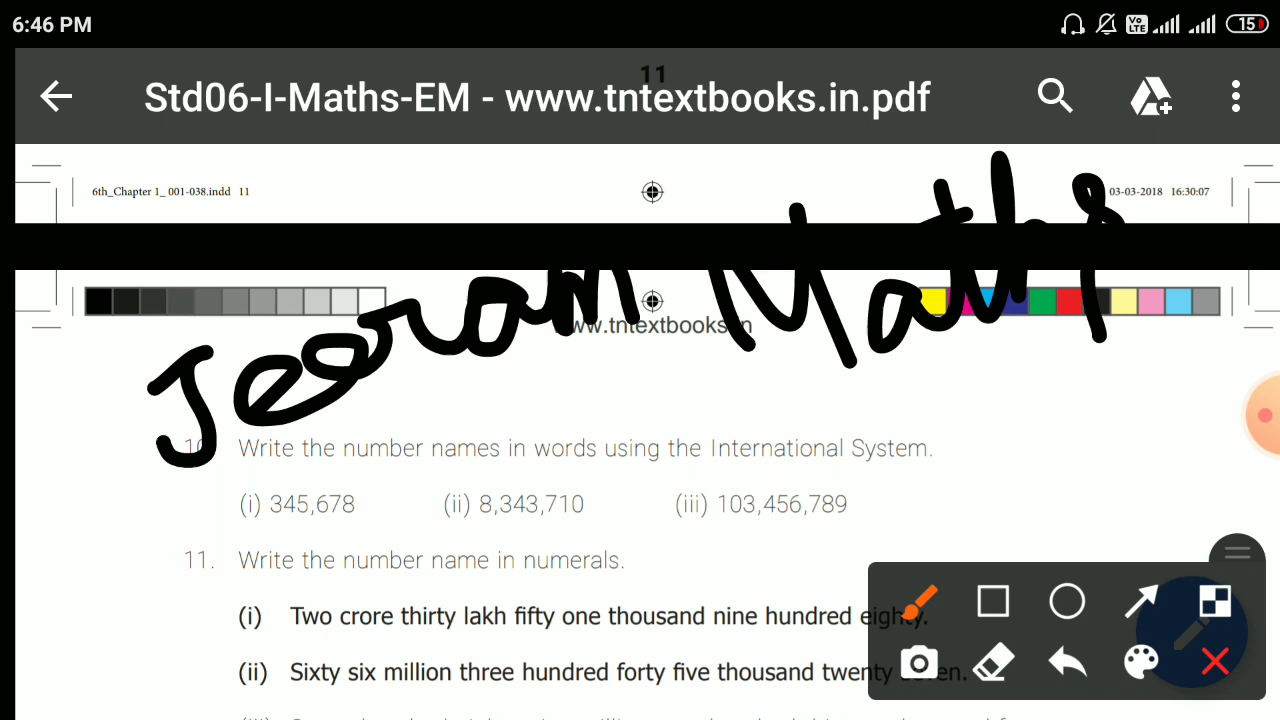 6:46 PM
Vo LTE
15
11
Std06-I-Maths-EM - www.tntextbooks.in.pdf
6th_Chapter 1_ 001-038.indd 11
03-03-2018 16:30:07
Jeeram Maths
www.tntextbooks.in
10. Write the number names in words using the International System.
(i) 345,678 (ii) 8,343,710 (iii) 103,456,789
11. Write the number name in numerals.
(i) Two crore thirty lakh fifty one thousand nine hundred eighty.
(ii) Sixty six million three hundred forty five thousand twenty seven.